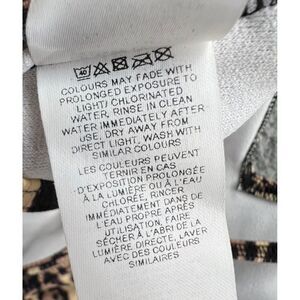 40
COLOURS MAY FADE WITH
PROLONGED EXPOSURE TO
LIGHT/ CHLORINATED
WATER, RINSE IN CLEAN
WATER IMMEDIATELY AFTER
USE, DRY AWAY FROM
DIRECT LIGHT, WASH WITH
SIMILAR COLOURS
LES COULEURS PEUVENT
TERNIR EN CAS
D'EXPOSITION PROLONGÉE
À LA LUMIÈRE OU À L'EAU
CHLORÉE, RINCER
IMMÉDIATEMENT DANS DE
L'EAU PROPRE APRÈS
UTILISATION, FAIRE
SÉCHER À L'ABRI DE LA
LUMIÈRE DIRECTE, LAVER
AVEC DES COULEURS
SIMILAIRES